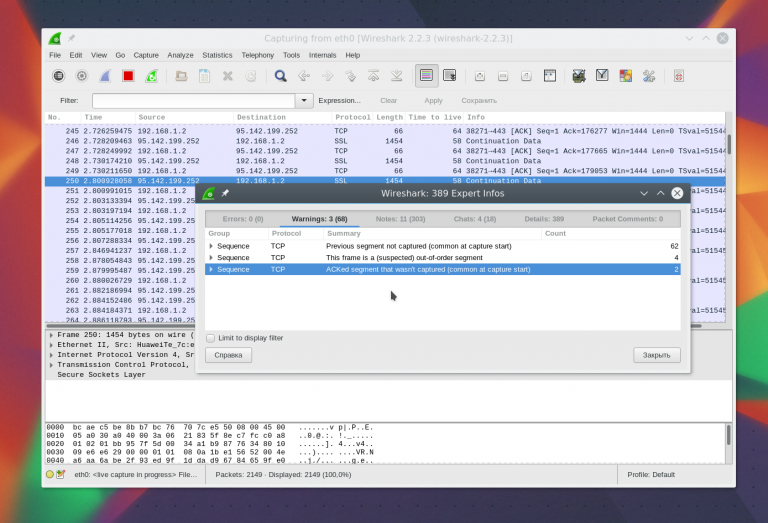 Capturing from eth0 [Wireshark 2.2.3 (wireshark-2.2.3)]
File Edit View Go Capture Analyze Statistics Telephony Tools Internals Help
Filter: Expression... Clear Apply Сохранить
No. Time Source Destination Protocol Length Time to live Info
245 2.726259475 192.168.1.2 95.142.199.252 TCP 66 64 38271→443 [ACK] Seq=1 Ack=176277 Win=1444 Len=0 TSval=51544
246 2.728209463 95.142.199.252 192.168.1.2 SSL 1454 58 Continuation Data
247 2.728249992 192.168.1.2 95.142.199.252 TCP 66 64 38271→443 [ACK] Seq=1 Ack=177665 Win=1444 Len=0 TSval=51544
248 2.730174210 95.142.199.252 192.168.1.2 SSL 1454 58 Continuation Data
249 2.730211650 192.168.1.2 95.142.199.252 TCP 66 64 38271→443 [ACK] Seq=1 Ack=179053 Win=1444 Len=0 TSval=51544
250 2.800928058 95.142.199.252 192.168.1.2 SSL 1454 58 Continuation Data
251 2.800991015 192.168.1.2
252 2.803133394 95.142.199.25
253 2.803197194 192.168.1.2
254 2.805114256 95.142.199.25
255 2.805177018 192.168.1.2
256 2.807288334 95.142.199.25
257 2.846941237 192.168.1.2
258 2.878054843 95.142.199.25
259 2.879995487 95.142.199.25
260 2.880026729 192.168.1.2
261 2.882186994 95.142.199.25
262 2.884152486 95.142.199.25
263 2.884184371 192.168.1.2
264 2.886118793 95.142.199.25
Wireshark: 389 Expert Infos
Errors: 0 (0) Warnings: 3 (68) Notes: 11 (303) Chats: 4 (18) Details: 389 Packet Comments: 0
Group Protocol Summary Count
Sequence TCP Previous segment not captured (common at capture start) 62
Sequence TCP This frame is a (suspected) out-of-order segment 4
Sequence TCP ACKed segment that wasn't captured (common at capture start) 2
Limit to display filter
Справка Закрыть
Frame 250: 1454 bytes on wire (
Ethernet II, Src: HuaweiTe_7c:e
Internet Protocol Version 4, Sr
Transmission Control Protocol,
Secure Sockets Layer
0000 bc ae c5 be 8b b7 bc 76 70 7c e5 50 08 00 45 00 .......v p|.P..E.
0010 05 a0 30 a0 40 00 3a 06 21 83 5f 8e c7 fc c0 a8 ..0.@.:. !._.....
0020 01 02 01 bb 95 7f 5d 00 34 a1 b9 87 76 34 80 10 ......]. 4...v4..
0030 09 e6 e6 29 00 00 01 01 08 0a 1b e1 56 52 00 4e ...).... ....VR.N
0040 a6 aa 6a be 2f 93 ed 9f 1d da d9 67 84 65 9f e0 ..j./... ...g.e..
eth0: <live capture in progress> File... Packets: 2149 · Displayed: 2149 (100,0%) Profile: Default